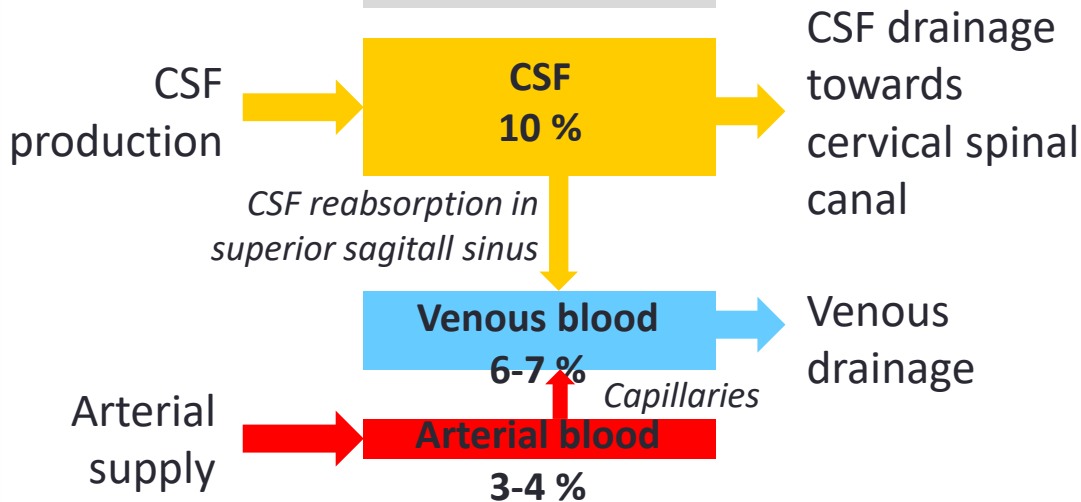 CSF
production
CSF
10 %
CSF drainage
towards
cervical spinal
canal
CSF reabsorption in
superior sagitall sinus
Venous blood
6-7 %
Venous
drainage
Capillaries
Arterial
supply
Arterial blood
3-4 %